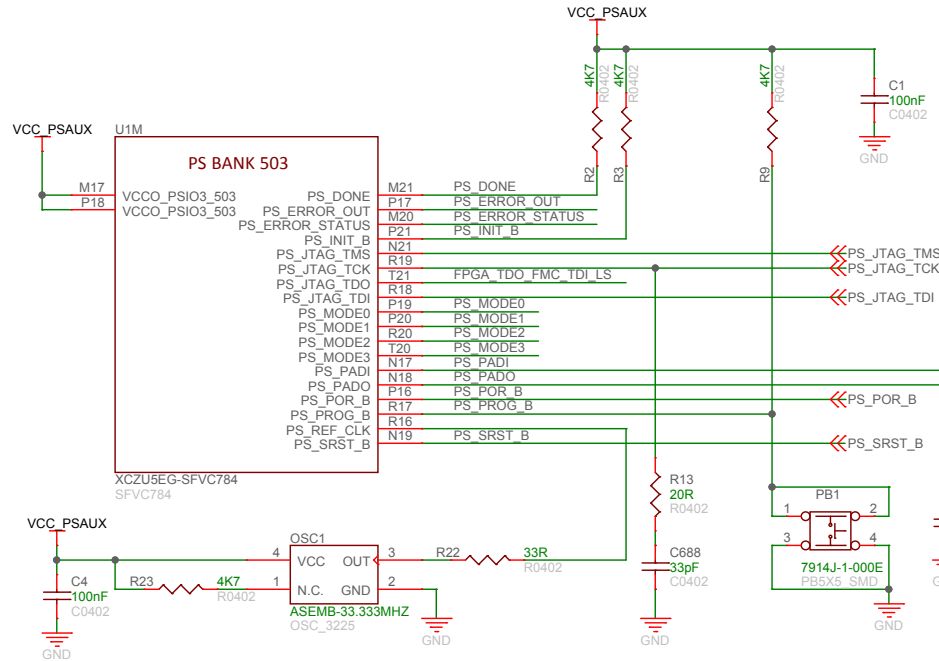 VCC_PSAUX
4K7
R0402
R2
4K7
R0402
R3
4K7
R0402
R9
C1
100nF
C0402
GND
VCC_PSAUX
U1M
PS BANK 503
M17
VCCO_PSIO3_503
P18
VCCO_PSIO3_503
PS_DONE M21 PS_DONE
PS_ERROR_OUT P17 PS_ERROR_OUT
PS_ERROR_STATUS M20 PS_ERROR_STATUS
PS_INIT_B P21 PS_INIT_B
PS_JTAG_TMS N21 PS_JTAG_TMS
PS_JTAG_TCK R19 PS_JTAG_TCK
PS_JTAG_TDO T21 FPGA_TDO_FMC_TDI_LS
PS_JTAG_TDI R18 PS_JTAG_TDI
PS_MODE0 P19 PS_MODE0
PS_MODE1 P20 PS_MODE1
PS_MODE2 R20 PS_MODE2
PS_MODE3 T20 PS_MODE3
PS_PADI N17 PS_PADI
PS_PADO N18 PS_PADO
PS_POR_B P16 PS_POR_B PS_POR_B
PS_PROG_B R17 PS_PROG_B
PS_REF_CLK R16
PS_SRST_B N19 PS_SRST_B PS_SRST_B
XCZU5EG-SFVC784
SFVC784
R13
20R
R0402
C688
33pF
C0402
GND
PB1
1 2
3 4
7914J-1-000E
PB5X5_SMD
GND
VCC_PSAUX
C4
100nF
C0402
GND
R23 4K7
R0402
OSC1
4 VCC OUT 3
1 N.C. GND 2
ASEMB-33.333MHZ
OSC_3225
R22 33R
R0402
GND